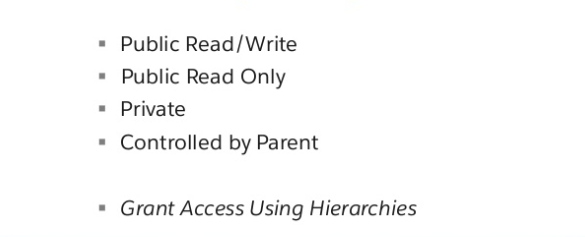 Public Read/Write
Public Read Only
Private
Controlled by Parent
Grant Access Using Hierarchies